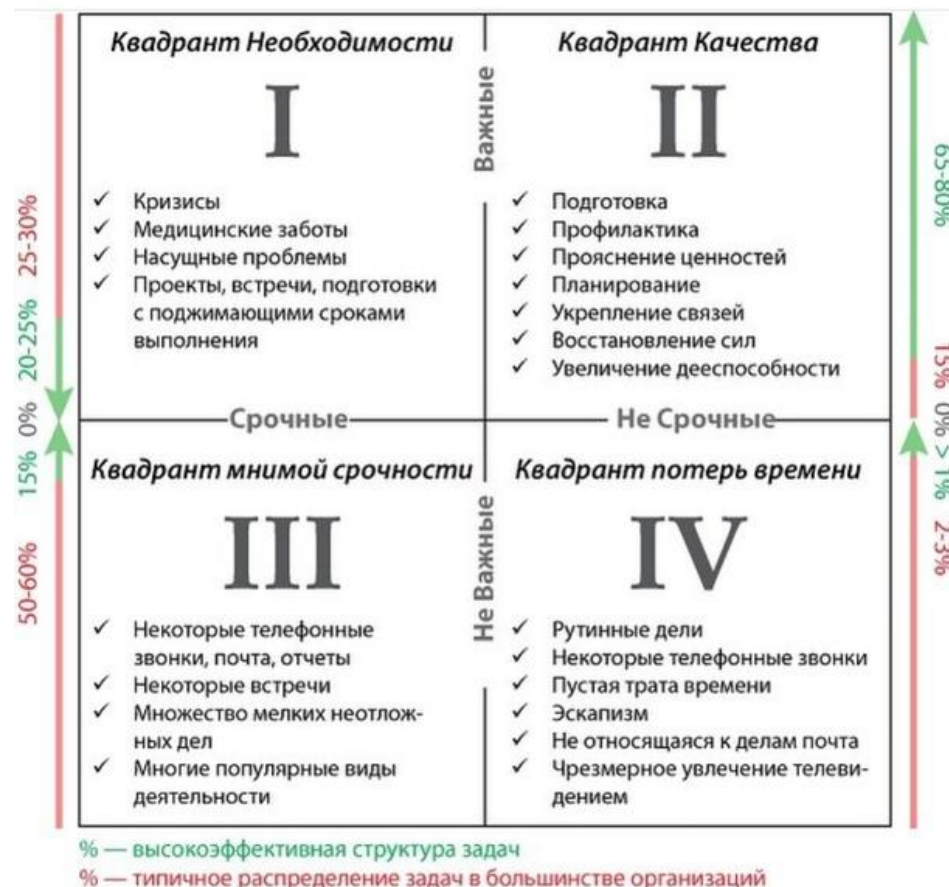 Квадрант Необходимости
I
✓ Кризисы
✓ Медицинские заботы
✓ Насущные проблемы
✓ Проекты, встречи, подготовки
с поджимающими сроками
выполнения
Важные
Квадрант Качества
II
✓ Подготовка
✓ Профилактика
✓ Прояснение ценностей
✓ Планирование
✓ Укрепление связей
✓ Восстановление сил
✓ Увеличение дееспособности
25-30%
20-25%
0%
15%
50-60%
65-80%
15%
0%
> 1%
2-3%
Срочные
Не Срочные
Квадрант мнимой срочности
III
✓ Некоторые телефонные
звонки, почта, отчеты
✓ Некоторые встречи
✓ Множество мелких неотлож-
ных дел
✓ Многие популярные виды
деятельности
Не Важные
Квадрант потерь времени
IV
✓ Рутинные дели
✓ Некоторые телефонные звонки
✓ Пустая трата времени
✓ Эскапизм
✓ Не относящаяся к делам почта
✓ Чрезмерное увлечение телеви-
дением
% — высокоэффективная структура задач
% — типичное распределение задач в большинстве организаций